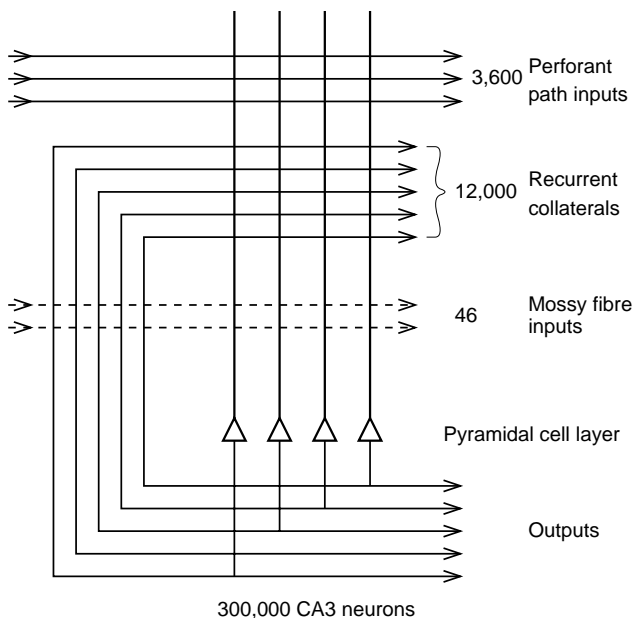 3,600 Perforant
path inputs
12,000 Recurrent
collaterals
46 Mossy fibre
inputs
Pyramidal cell layer
Outputs
300,000 CA3 neurons